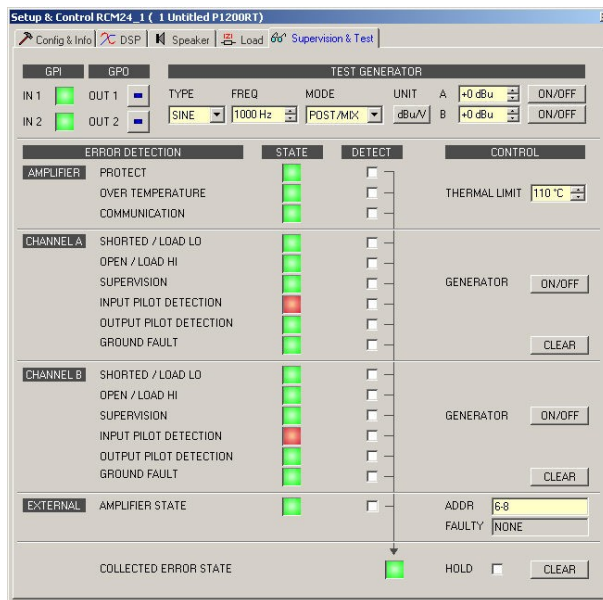 Setup & Control RCM24_1 ( 1 Untitled P1200RT)
Config & Info DSP Speaker Load Supervision & Test
GPI GPO TEST GENERATOR
IN 1 OUT 1 TYPE FREQ MODE UNIT A +0 dBu ON/OFF
IN 2 OUT 2 SINE 1000 Hz POST/MIX dBu/V B +0 dBu ON/OFF
ERROR DETECTION STATE DETECT CONTROL
AMPLIFIER PROTECT
OVER TEMPERATURE THERMAL LIMIT 110 °C
COMMUNICATION
CHANNEL A SHORTED / LOAD LO
OPEN / LOAD HI
SUPERVISION GENERATOR ON/OFF
INPUT PILOT DETECTION
OUTPUT PILOT DETECTION
GROUND FAULT CLEAR
CHANNEL B SHORTED / LOAD LO
OPEN / LOAD HI
SUPERVISION GENERATOR ON/OFF
INPUT PILOT DETECTION
OUTPUT PILOT DETECTION
GROUND FAULT CLEAR
EXTERNAL AMPLIFIER STATE ADDR 6-8
FAULTY NONE
COLLECTED ERROR STATE HOLD CLEAR